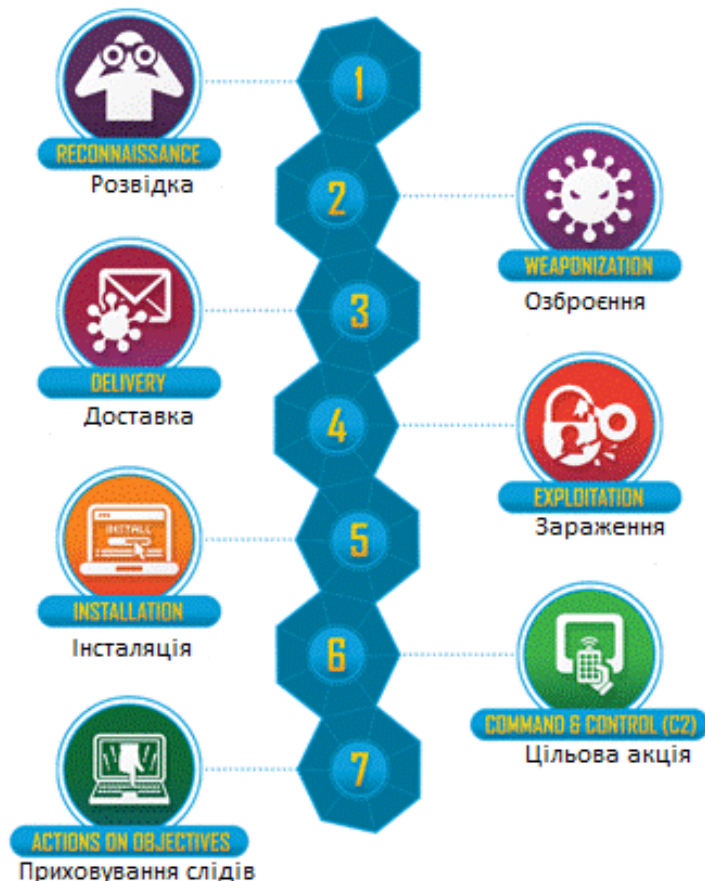 1
RECONNAISSANCE
Розвідка
2
WEAPONIZATION
Озброєння
3
DELIVERY
Доставка
4
EXPLOITATION
Зараження
5
INSTALL
INSTALLATION
Інсталяція
6
COMMAND & CONTROL (C2)
Цільова акція
7
ACTIONS ON OBJECTIVES
Приховування слідів